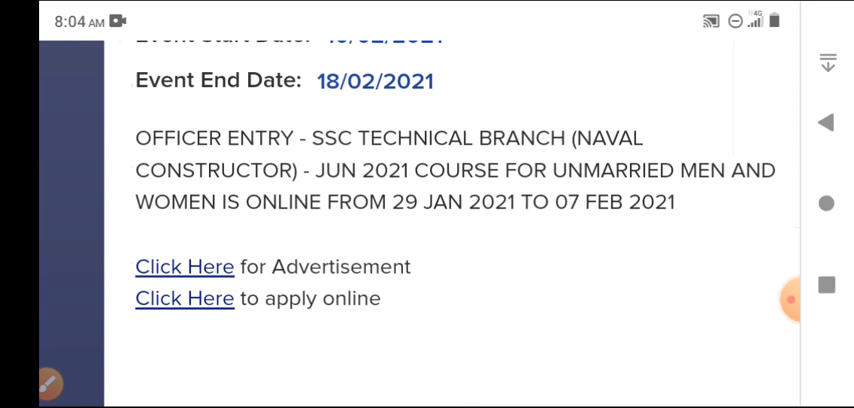 8:04 AM
4G
Event End Date: 18/02/2021
OFFICER ENTRY - SSC TECHNICAL BRANCH (NAVAL
CONSTRUCTOR) - JUN 2021 COURSE FOR UNMARRIED MEN AND
WOMEN IS ONLINE FROM 29 JAN 2021 TO 07 FEB 2021
Click Here for Advertisement
Click Here to apply online